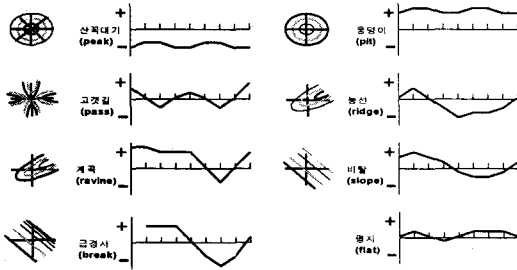 산꼭대기
(peak)
웅덩이
(pit)
고갯길
(pass)
능선
(ridge)
계곡
(ravine)
비탈
(slope)
급경사
(break)
평지
(flat)
+
−
+
−
+
−
+
−
+
−
+
−
+
−
+
−